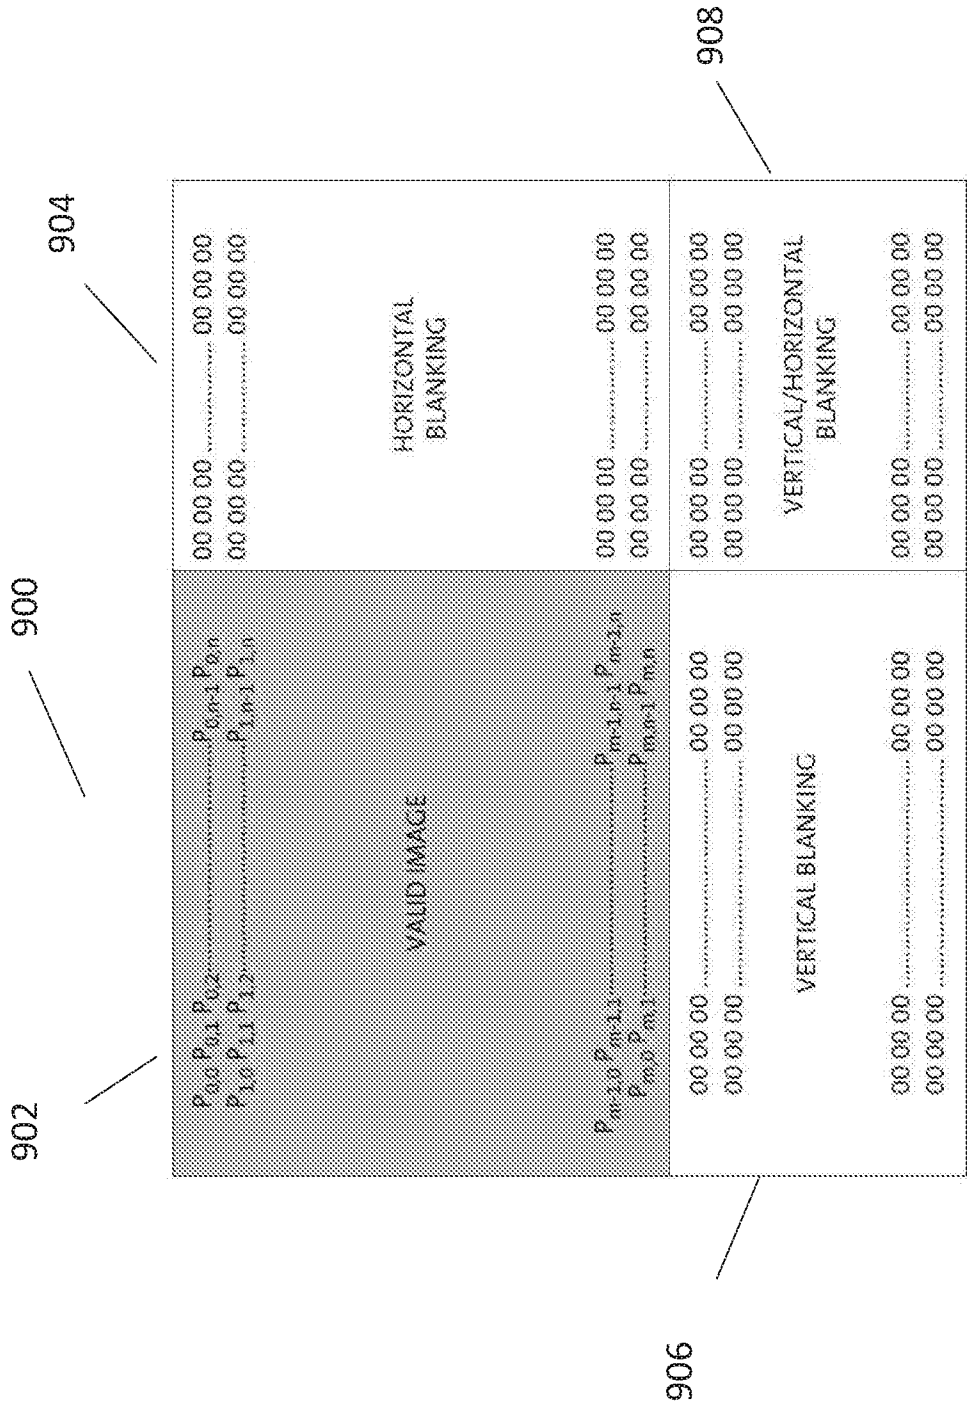 900
902
904
P0,0 P0,1 P0,2..............................P0,n-1 P0,n
P1,0 P1,1 P1,2..............................P1,n-1 P1,n
VALID IMAGE
Pm-1,0 Pm-1,1..............................Pm-1,n-1 Pm-1,n
Pm,0 Pm,1..............................Pm,n-1 Pm,n
00 00 00 .................... 00 00 00
00 00 00 .................... 00 00 00
HORIZONTAL
BLANKING
00 00 00 .................... 00 00 00
00 00 00 .................... 00 00 00
906
00 00 00 .............................. 00 00 00
00 00 00 .............................. 00 00 00
VERTICAL BLANKING
00 00 00 .............................. 00 00 00
00 00 00 .............................. 00 00 00
00 00 00 .................... 00 00 00
00 00 00 .................... 00 00 00
VERTICAL/HORIZONTAL
BLANKING
00 00 00 .................... 00 00 00
00 00 00 .................... 00 00 00
908